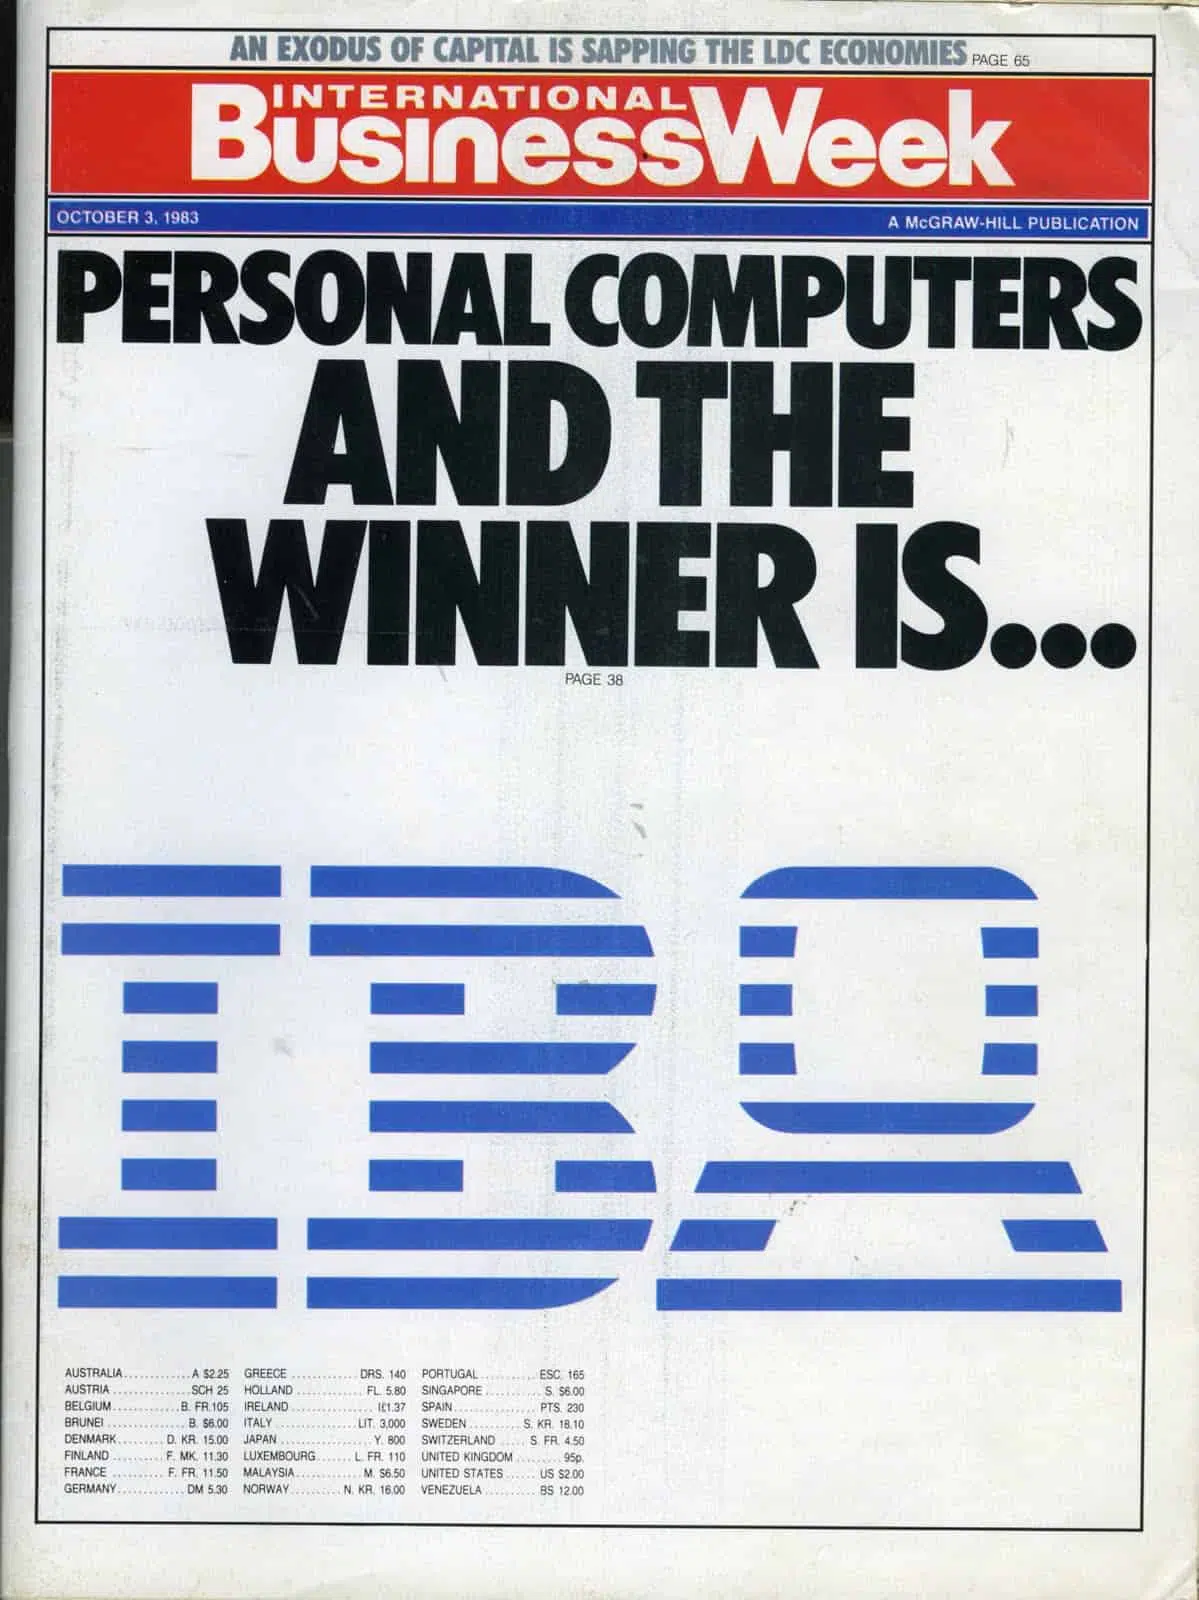 AN EXODUS OF CAPITAL IS SAPPING THE LDC ECONOMIES PAGE 65
INTERNATIONAL
BusinessWeek
OCTOBER 3, 1983
A McGRAW-HILL PUBLICATION
PERSONAL COMPUTERS
AND THE
WINNER IS...
PAGE 38
IB
AUSTRALIA............A $2.25
AUSTRIA..............SCH 25
BELGIUM...........B. FR.105
BRUNEI..............B. $6.00
DENMARK........D. KR. 15.00
FINLAND.........F. MK. 11.30
FRANCE.........F. FR. 11.50
GERMANY............DM 5.30
GREECE............DRS. 140
HOLLAND...........FL. 5.80
IRELAND............I£1.37
ITALY.............LIT. 3,000
JAPAN...............Y. 800
LUXEMBOURG......L. FR. 110
MALAYSIA...........M. $6.50
NORWAY.........N. KR. 16.00
PORTUGAL..........ESC. 165
SINGAPORE..........S. $6.00
SPAIN..............PTS. 230
SWEDEN.........S. KR. 18.10
SWITZERLAND.....S. FR. 4.50
UNITED KINGDOM........95p.
UNITED STATES.....US $2.00
VENEZUELA..........BS 12.00